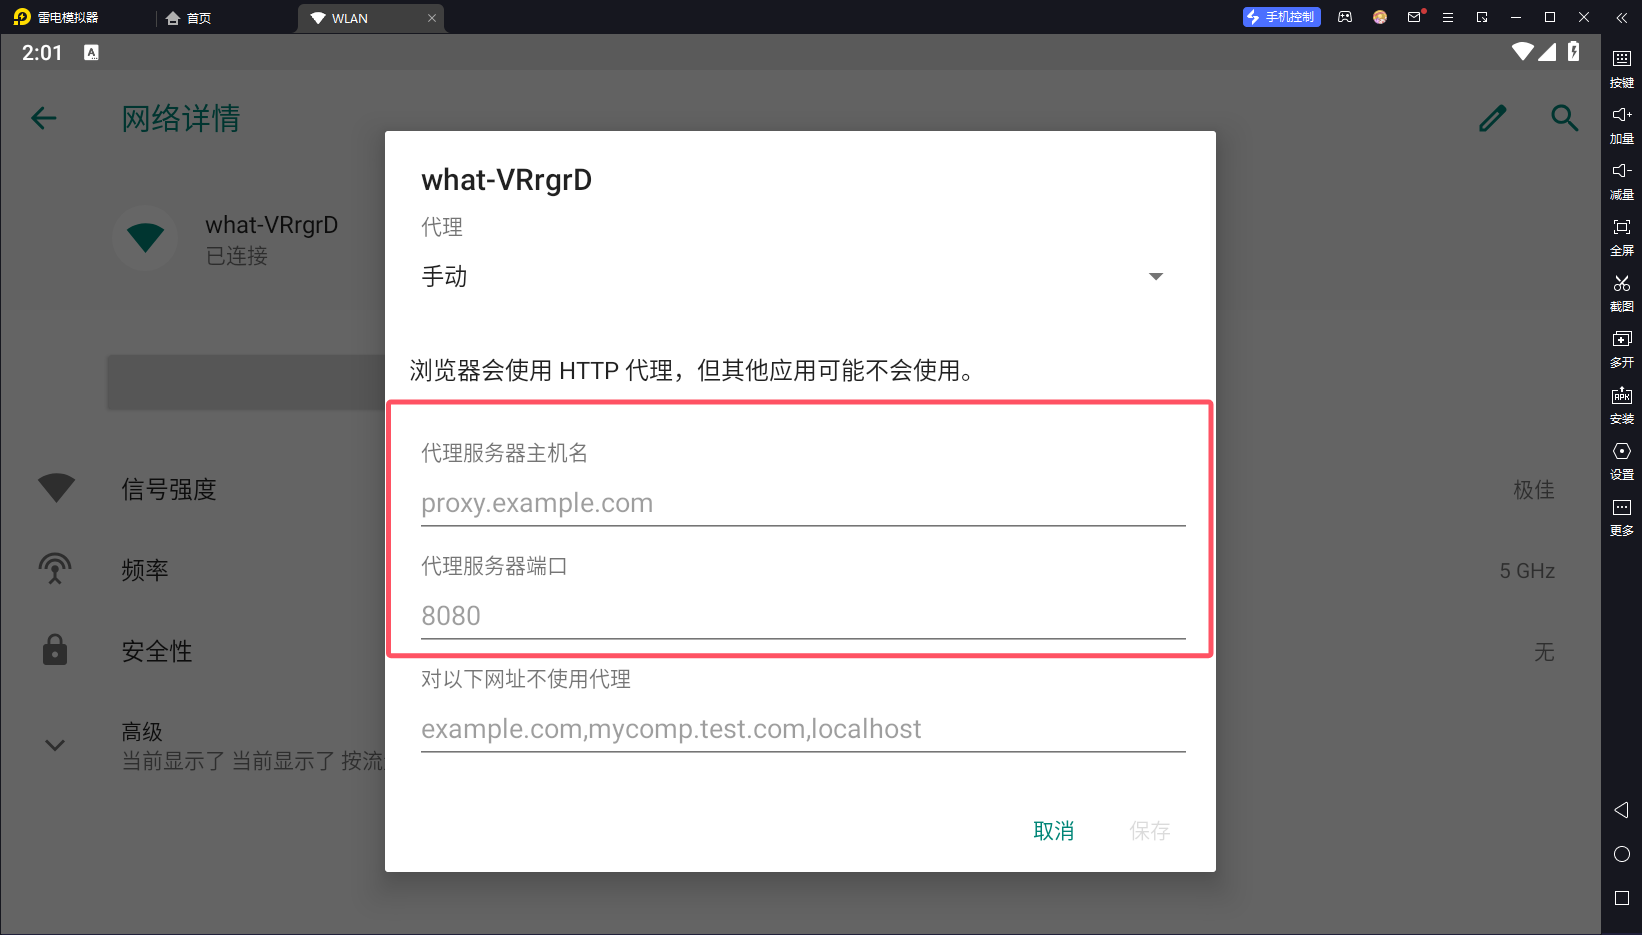 雷电模拟器
首页
WLAN
手机控制
2:01
A
网络详情
what-VRrgrD
已连接
信号强度
极佳
频率
5 GHz
安全性
无
高级
当前显示了 当前显示了 按流
what-VRrgrD
代理
手动
浏览器会使用 HTTP 代理，但其他应用可能不会使用。
代理服务器主机名
proxy.example.com
代理服务器端口
8080
对以下网址不使用代理
example.com,mycomp.test.com,localhost
取消
保存
按键
加量
减量
全屏
截图
多开
APK
安装
设置
更多